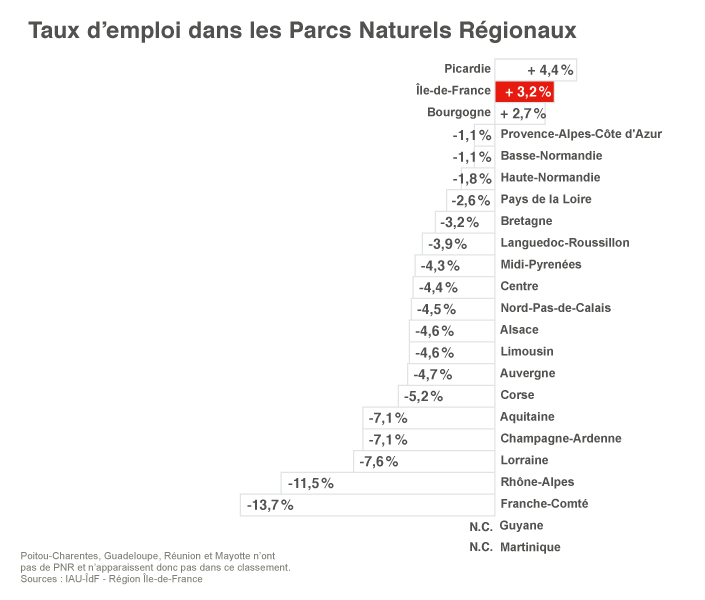 Taux d’emploi dans les Parcs Naturels Régionaux
Picardie + 4,4 %
Île-de-France + 3,2 %
Bourgogne + 2,7 %
-1,1 % Provence-Alpes-Côte d'Azur
-1,1 % Basse-Normandie
-1,8 % Haute-Normandie
-2,6 % Pays de la Loire
-3,2 % Bretagne
-3,9 % Languedoc-Roussillon
-4,3 % Midi-Pyrenées
-4,4 % Centre
-4,5 % Nord-Pas-de-Calais
-4,6 % Alsace
-4,6 % Limousin
-4,7 % Auvergne
-5,2 % Corse
-7,1 % Aquitaine
-7,1 % Champagne-Ardenne
-7,6 % Lorraine
-11,5 % Rhône-Alpes
-13,7 % Franche-Comté
N.C. Guyane
N.C. Martinique
Poitou-Charentes, Guadeloupe, Réunion et Mayotte n’ont
pas de PNR et n’apparaissent donc pas dans ce classement.
Sources : IAU-ÎdF - Région Île-de-France